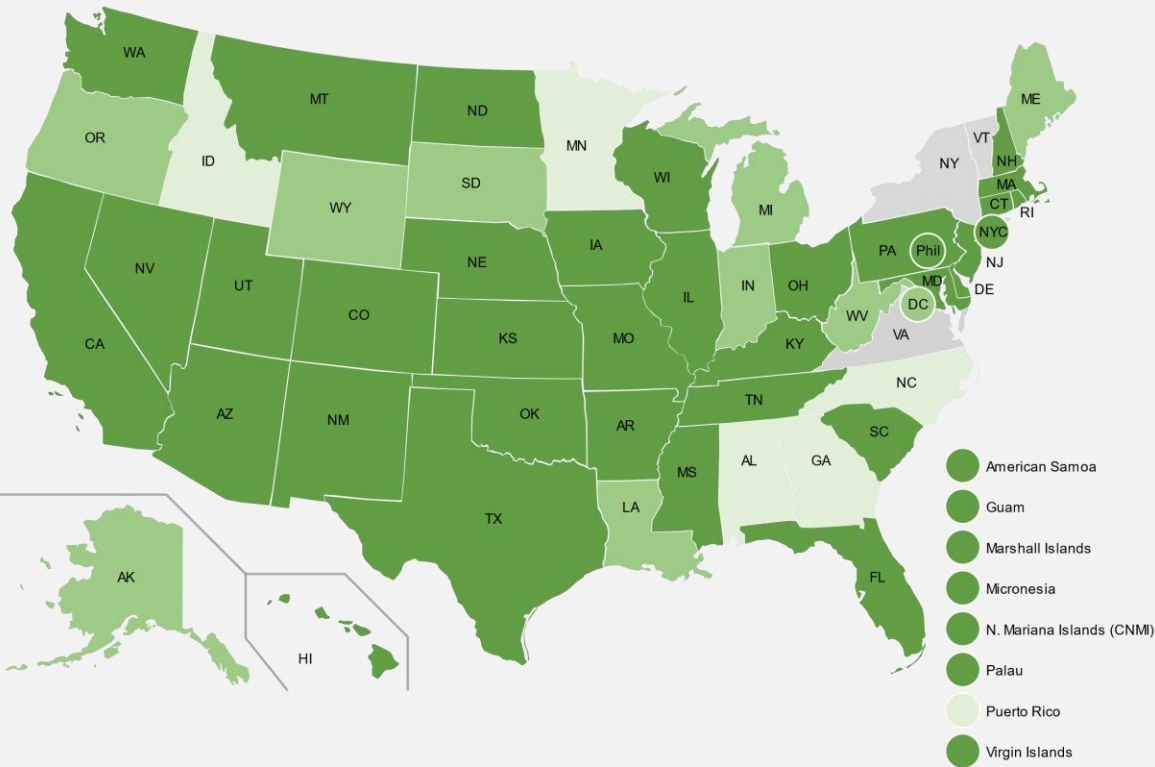 WA
MT
ND
MN
ME
OR
ID
SD
WI
VT
NH
NY
WY
MI
MA
CT
RI
NYC
IA
PA
Phil
NJ
NV
UT
NE
IL
IN
OH
MD
DE
CO
DC
WV
CA
KS
MO
KY
VA
NC
AZ
NM
OK
AR
TN
SC
MS
AL
GA
TX
LA
AK
HI
FL
American Samoa
Guam
Marshall Islands
Micronesia
N. Mariana Islands (CNMI)
Palau
Puerto Rico
Virgin Islands